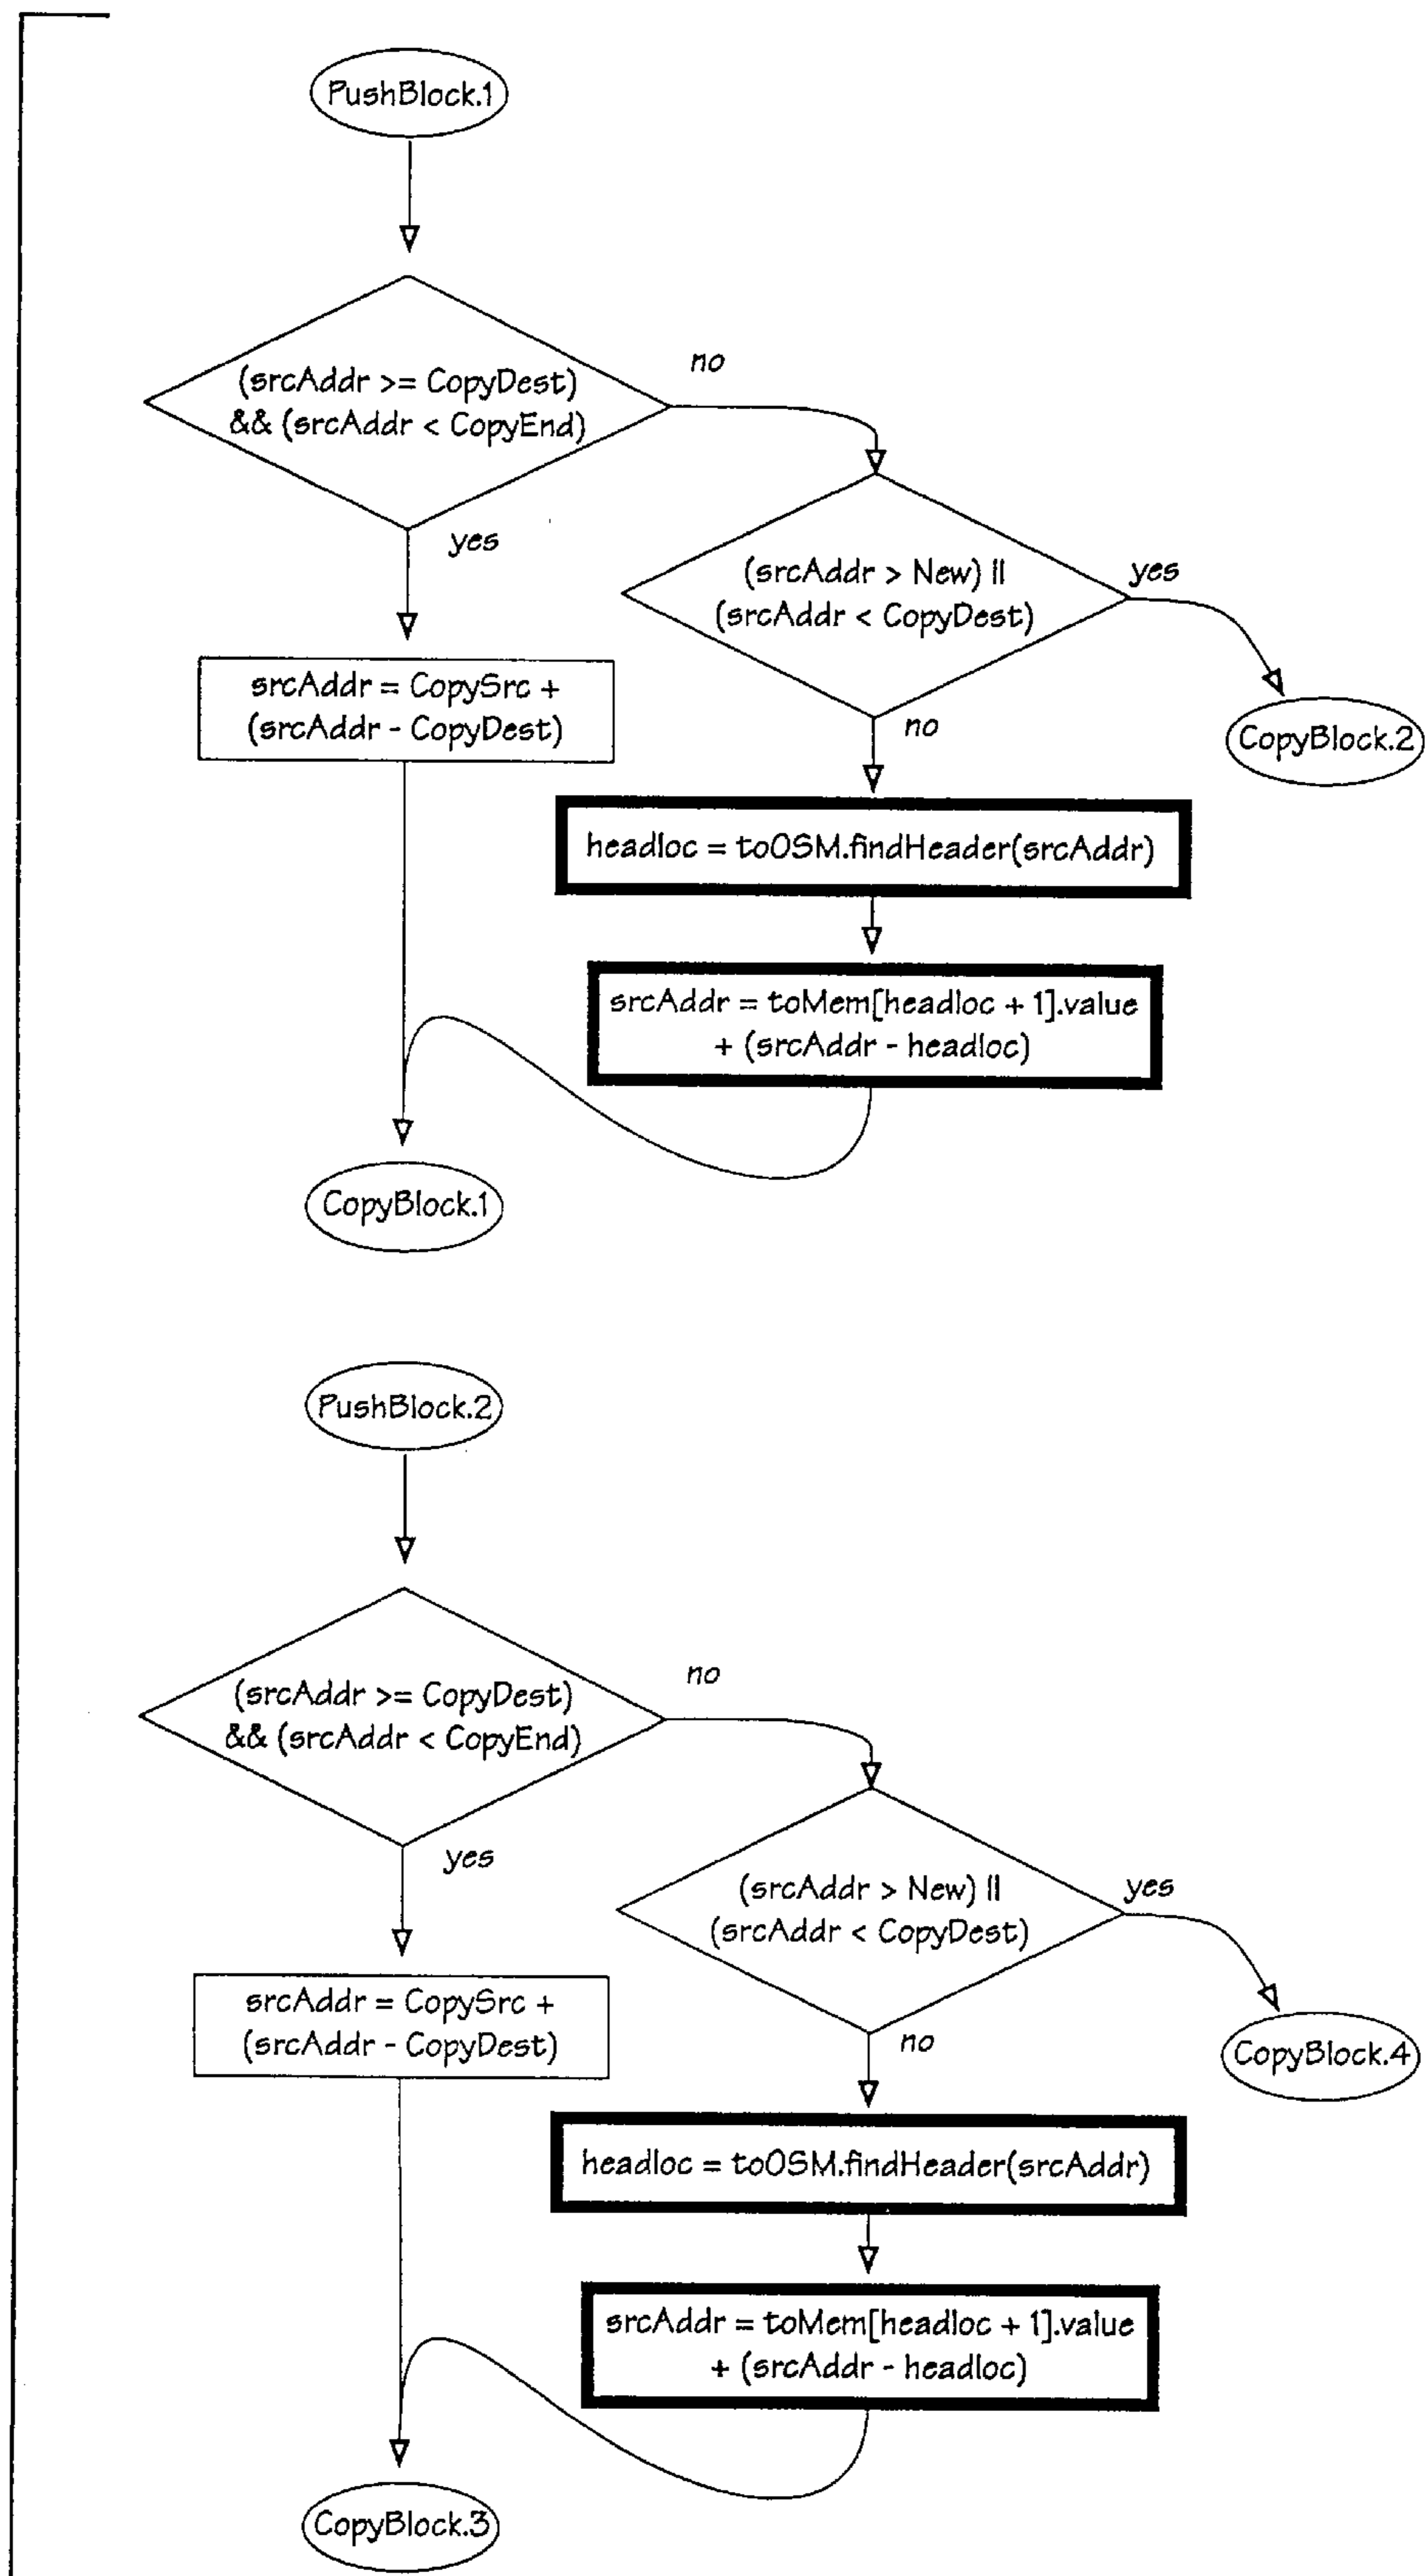 PushBlock.1
(srcAddr >= CopyDest)
&& (srcAddr < CopyEnd)
no
yes
(srcAddr > New) ||
(srcAddr < CopyDest)
yes
no
srcAddr = CopySrc +
(srcAddr - CopyDest)
CopyBlock.2
headloc = toOSM.findHeader(srcAddr)
srcAddr = toMem[headloc + 1].value
+ (srcAddr - headloc)
CopyBlock.1
PushBlock.2
(srcAddr >= CopyDest)
&& (srcAddr < CopyEnd)
no
yes
(srcAddr > New) ||
(srcAddr < CopyDest)
yes
no
srcAddr = CopySrc +
(srcAddr - CopyDest)
CopyBlock.4
headloc = toOSM.findHeader(srcAddr)
srcAddr = toMem[headloc + 1].value
+ (srcAddr - headloc)
CopyBlock.3